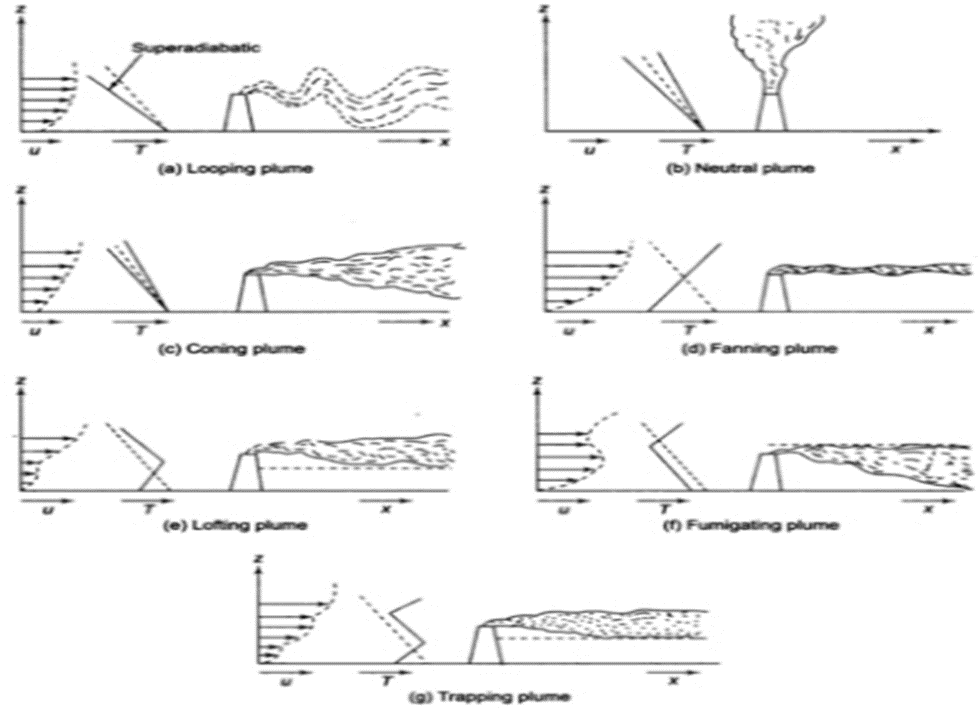 z
z
Superadiabatic
u T x
u T x
(a) Looping plume
(b) Neutral plume
z
z
u T x
u T x
(c) Coning plume
(d) Fanning plume
z
z
u T x
u T x
(e) Lofting plume
(f) Fumigating plume
z
u T x
(g) Trapping plume